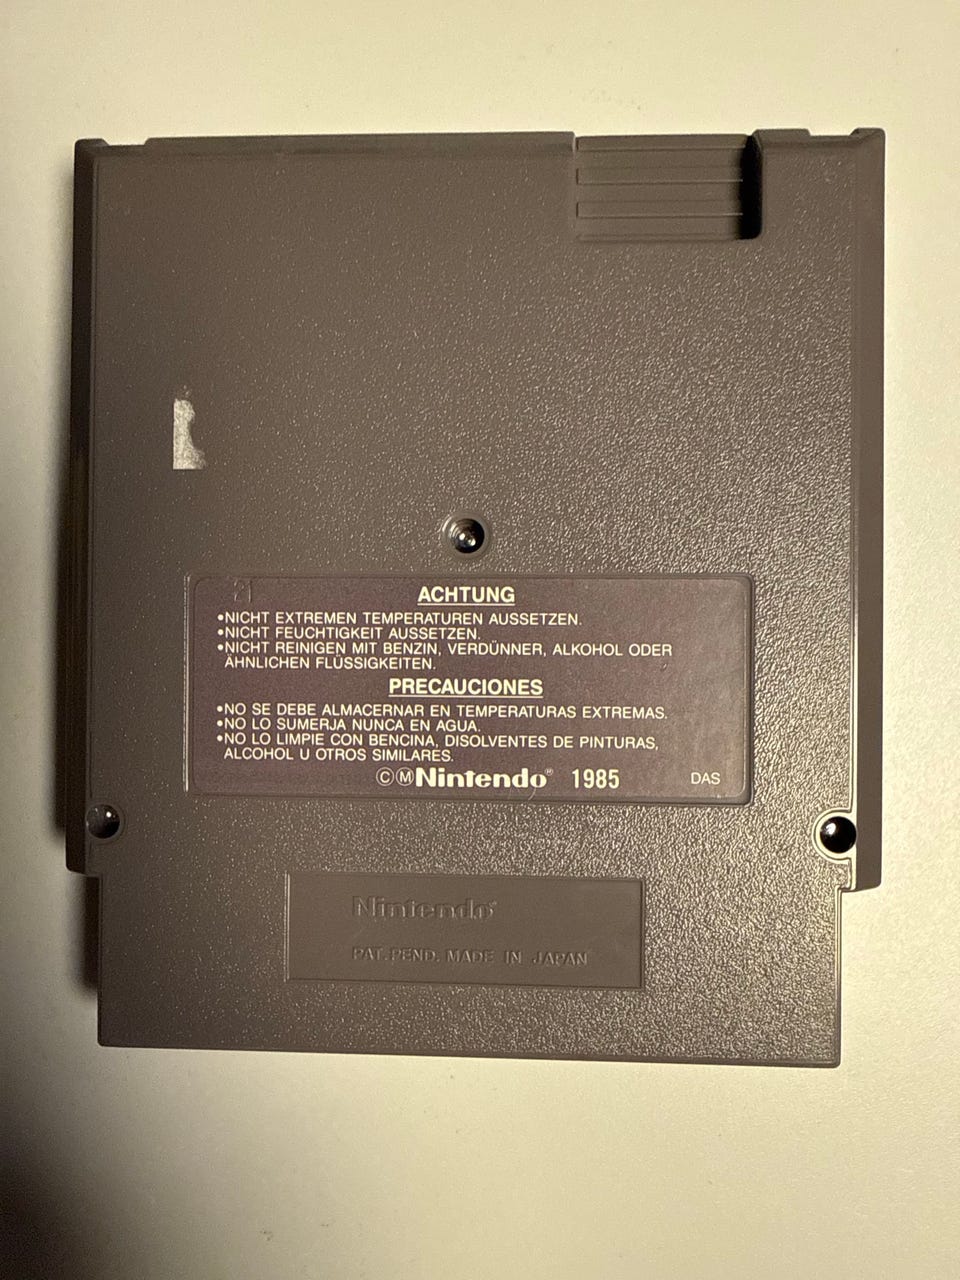 21
ACHTUNG
•NICHT EXTREMEN TEMPERATUREN AUSSETZEN.
•NICHT FEUCHTIGKEIT AUSSETZEN.
•NICHT REINIGEN MIT BENZIN, VERDÜNNER, ALKOHOL ODER
ÄHNLICHEN FLÜSSIGKEITEN.
PRECAUCIONES
•NO SE DEBE ALMACERNAR EN TEMPERATURAS EXTREMAS.
•NO LO SUMERJA NUNCA EN AGUA.
•NO LO LIMPIE CON BENCINA, DISOLVENTES DE PINTURAS,
ALCOHOL U OTROS SIMILARES.
©ⓂNintendo® 1985 DAS
Nintendo®
PAT. PEND. MADE IN JAPAN